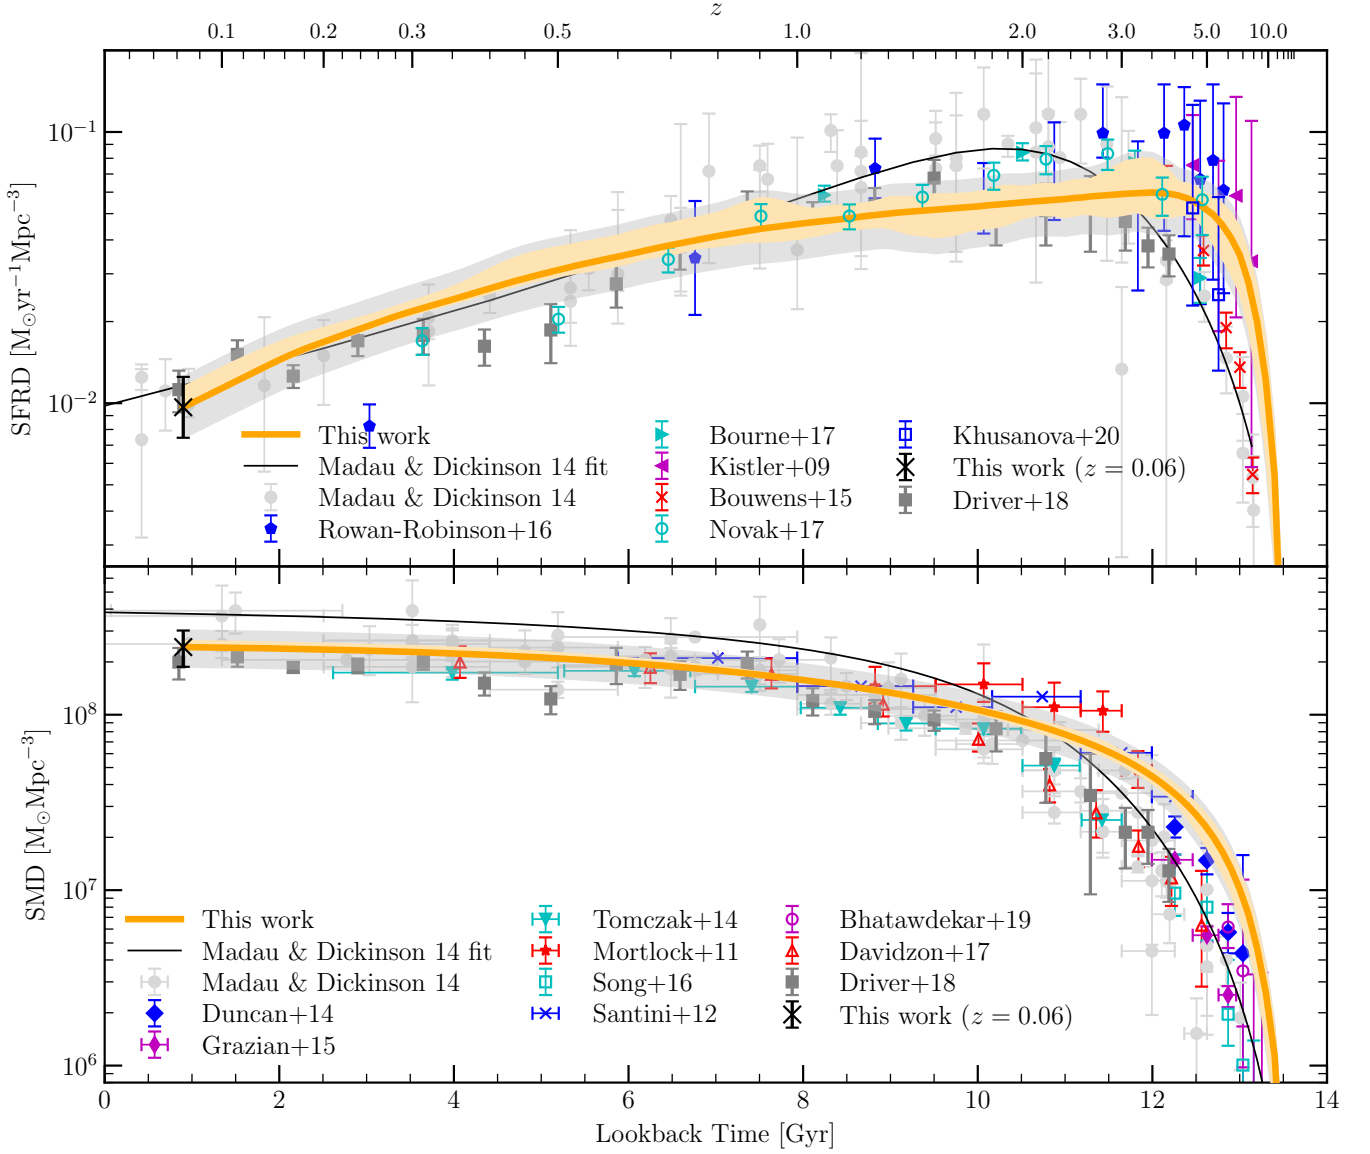 z
0.1 0.2 0.3 0.5 1.0 2.0 3.0 5.0 10.0
SFRD [M⊙yr⁻¹Mpc⁻³]
10⁻¹
10⁻²
This work
Madau & Dickinson 14 fit
Madau & Dickinson 14
Rowan-Robinson+16
Bourne+17
Kistler+09
Bouwens+15
Novak+17
Khusanova+20
This work (z = 0.06)
Driver+18
SMD [M⊙Mpc⁻³]
10⁸
10⁷
10⁶
This work
Madau & Dickinson 14 fit
Madau & Dickinson 14
Duncan+14
Grazian+15
Tomczak+14
Mortlock+11
Song+16
Santini+12
Bhatawdekar+19
Davidzon+17
Driver+18
This work (z = 0.06)
0 2 4 6 8 10 12 14
Lookback Time [Gyr]